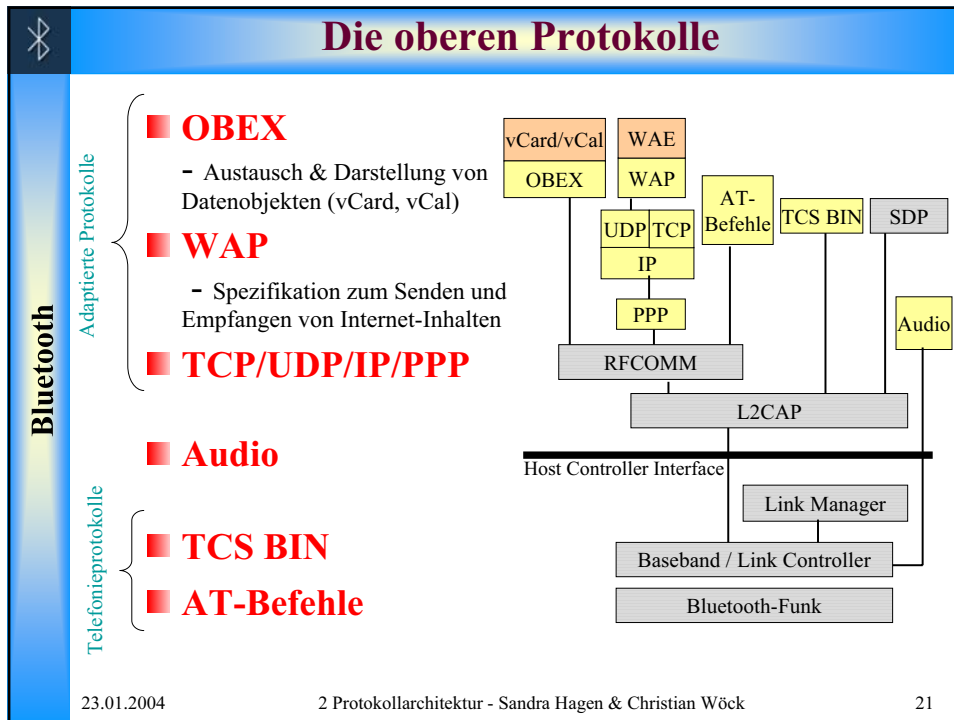 Die oberen Protokolle
Bluetooth
Adaptierte Protokolle
OBEX
- Austausch & Darstellung von
Datenobjekten (vCard, vCal)
WAP
- Spezifikation zum Senden und
Empfangen von Internet-Inhalten
TCP/UDP/IP/PPP
Audio
Telefonieprotokolle
TCS BIN
AT-Befehle
vCard/vCal
WAE
OBEX
WAP
AT-
Befehle
TCS BIN
SDP
UDP
TCP
IP
PPP
Audio
RFCOMM
L2CAP
Host Controller Interface
Link Manager
Baseband / Link Controller
Bluetooth-Funk
23.01.2004
2 Protokollarchitektur - Sandra Hagen & Christian Wöck
21